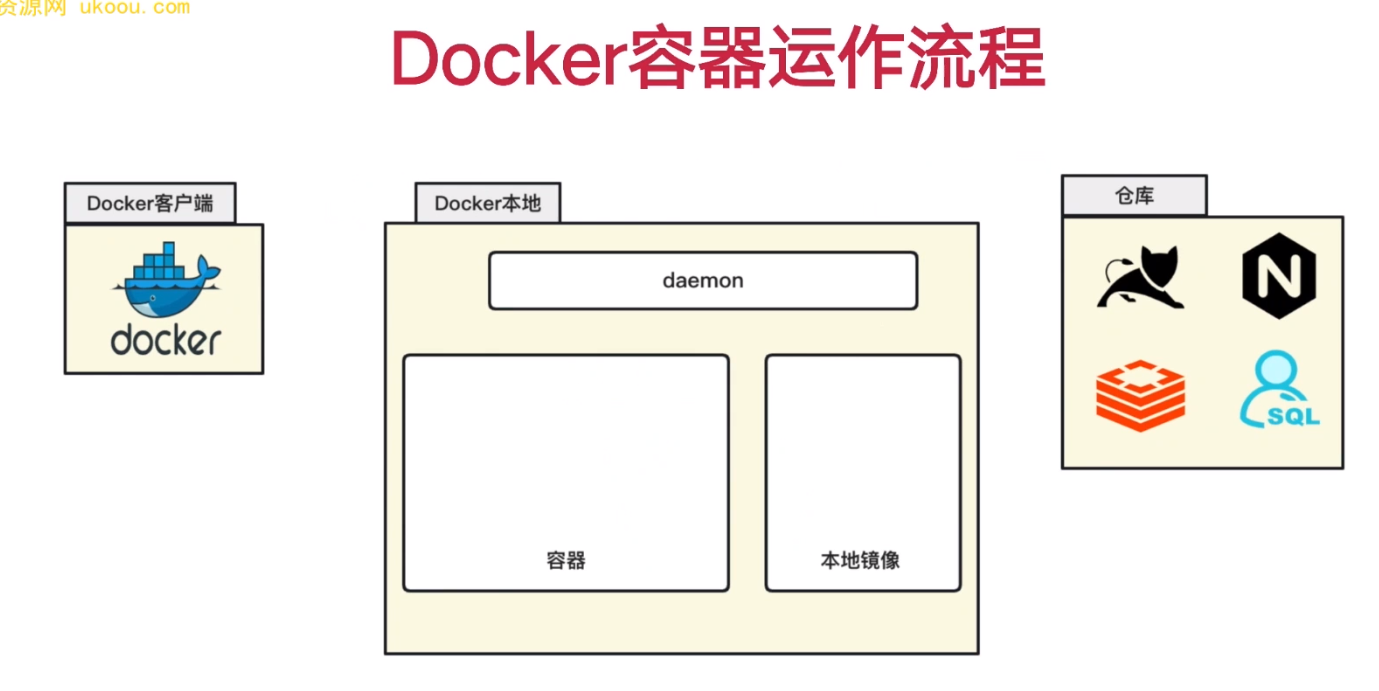 资源网 ukoou.com
Docker容器运作流程
Docker客户端
docker
Docker本地
daemon
容器
本地镜像
仓库
N
SQL